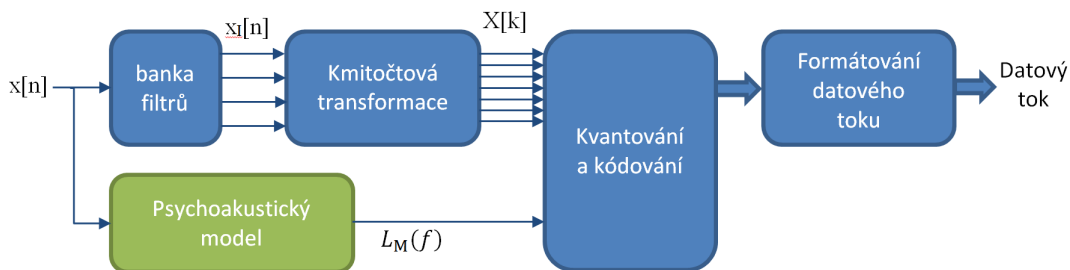 x[n]
banka
filtrů
xI[n]
Kmitočtová
transformace
X[k]
Kvantování
a kódování
Formátování
datového
toku
Datový
tok
Psychoakustický
model
LM(f)